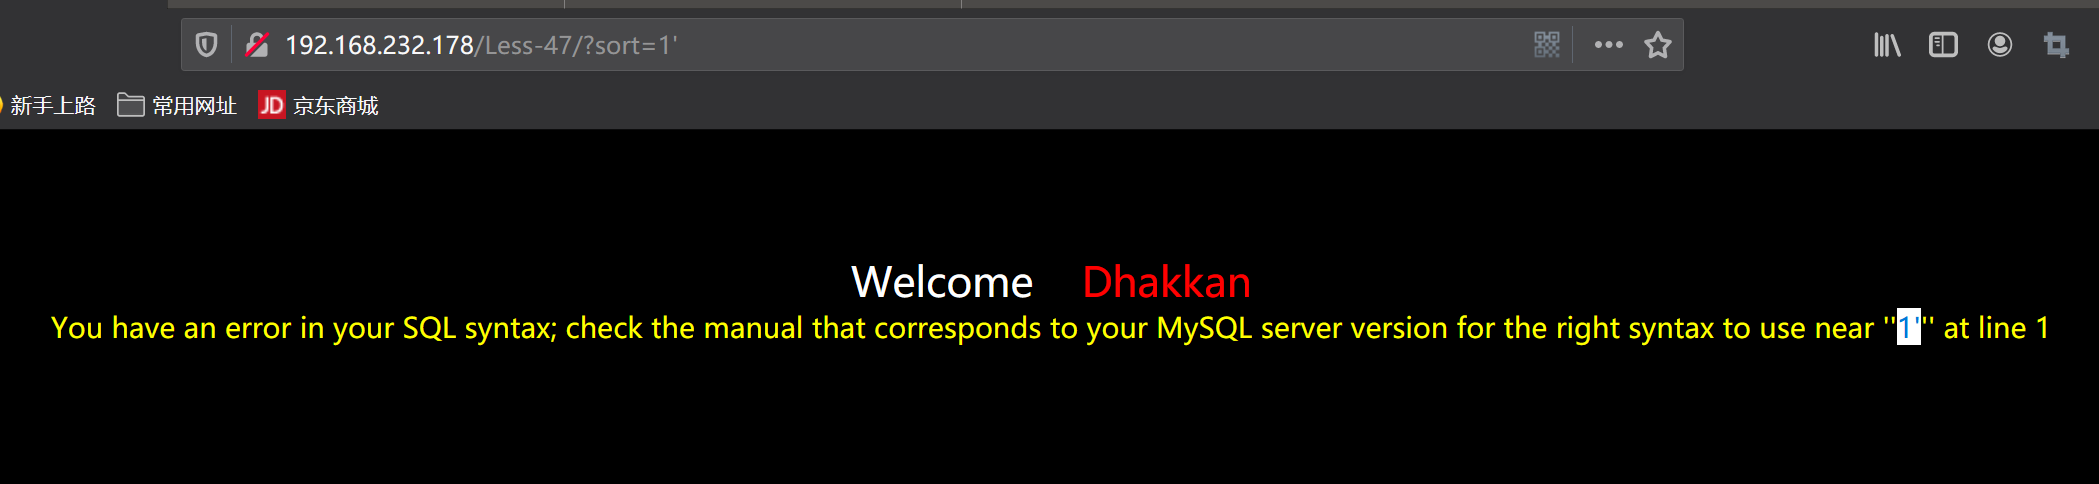 192.168.232.178/Less-47/?sort=1'
新手上路 常用网址 JD 京东商城
Welcome Dhakkan
You have an error in your SQL syntax; check the manual that corresponds to your MySQL server version for the right syntax to use near ''1''' at line 1